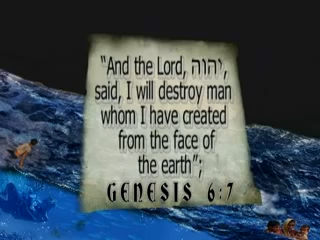 “And the Lord, יהוה,
said, I will destroy man
whom I have created
from the face of
the earth”;
GENESIS 6:7